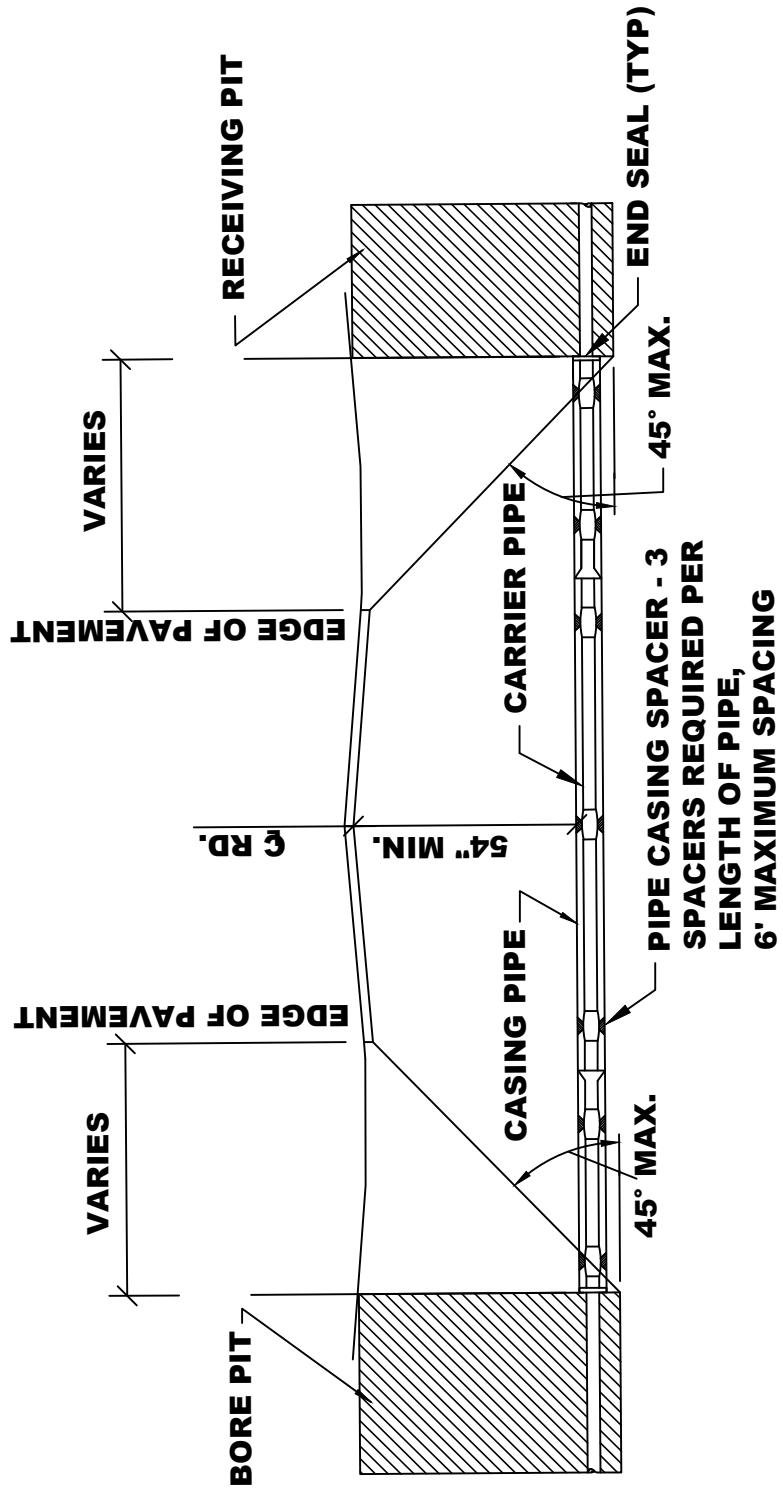 BORE PIT
VARIES
EDGE OF PAVEMENT
₵ RD.
54" MIN.
EDGE OF PAVEMENT
VARIES
RECEIVING PIT
CASING PIPE
CARRIER PIPE
45° MAX.
PIPE CASING SPACER - 3
SPACERS REQUIRED PER
LENGTH OF PIPE,
6' MAXIMUM SPACING
45° MAX.
END SEAL (TYP)